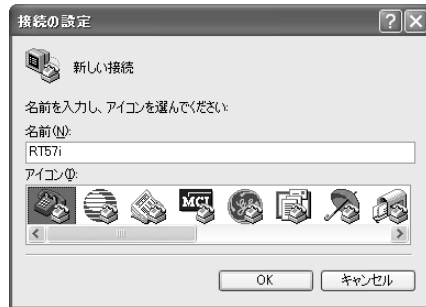 接続の設定
新しい接続
名前を入力し、アイコンを選んでください:
名前(N):
RT57i
アイコン(I):
MCI
OK
キャンセル